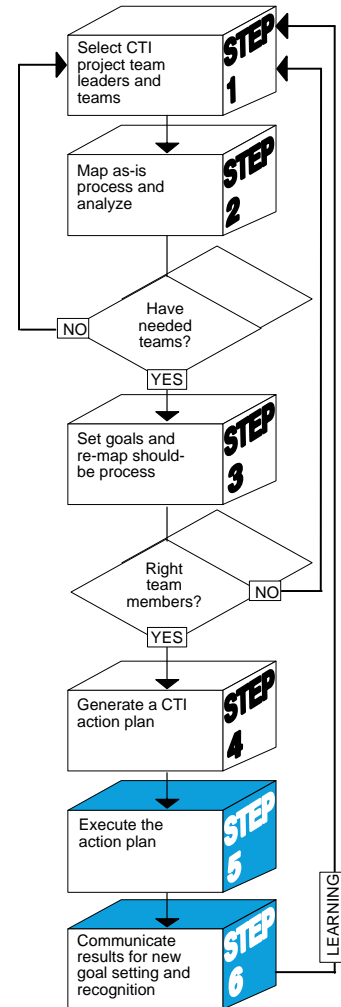 Select CTI
project team
leaders and
teams
STEP
1
Map as-is
process and
analyze
STEP
2
Have
needed
teams?
NO
YES
Set goals and
re-map should-
be process
STEP
3
Right
team
members?
NO
YES
Generate a CTI
action plan
STEP
4
Execute the
action plan
STEP
5
Communicate
results for new
goal setting and
recognition
STEP
6
LEARNING